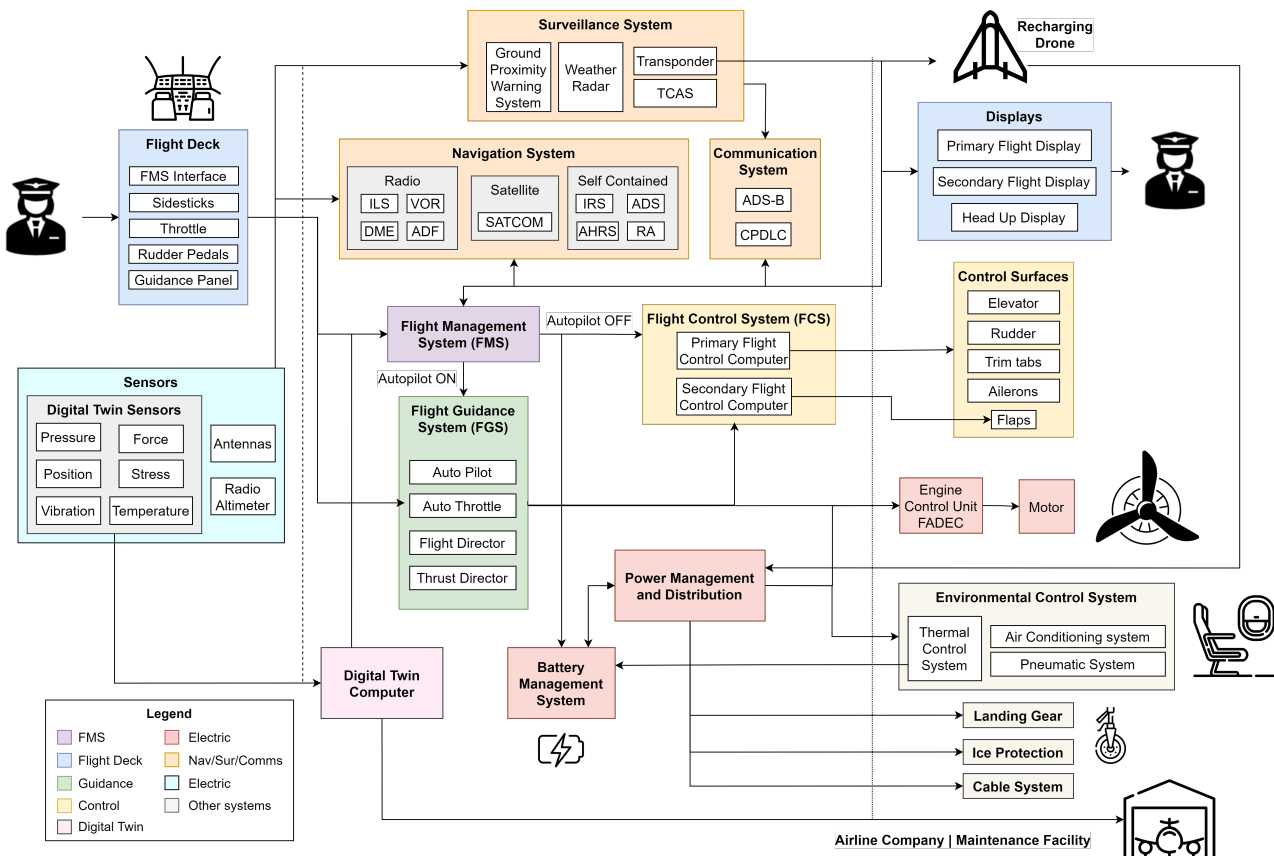 Surveillance System
Ground
Proximity
Warning
System
Weather
Radar
Transponder
TCAS
Recharging
Drone
Flight Deck
FMS Interface
Sidesticks
Throttle
Rudder Pedals
Guidance Panel
Navigation System
Radio
ILS
VOR
DME
ADF
Satellite
SATCOM
Self Contained
IRS
ADS
AHRS
RA
Communication
System
ADS-B
CPDLC
Displays
Primary Flight Display
Secondary Flight Display
Head Up Display
Control Surfaces
Elevator
Rudder
Trim tabs
Ailerons
Flaps
Flight Management
System (FMS)
Autopilot OFF
Autopilot ON
Flight Control System (FCS)
Primary Flight
Control Computer
Secondary Flight
Control Computer
Sensors
Digital Twin Sensors
Pressure
Force
Position
Stress
Vibration
Temperature
Antennas
Radio
Altimeter
Flight Guidance
System (FGS)
Auto Pilot
Auto Throttle
Flight Director
Thrust Director
Engine
Control Unit
FADEC
Motor
Power Management
and Distribution
Environmental Control System
Thermal
Control
System
Air Conditioning system
Pneumatic System
Digital Twin
Computer
Battery
Management
System
Landing Gear
Ice Protection
Cable System
Legend
FMS
Electric
Flight Deck
Nav/Sur/Comms
Guidance
Electric
Control
Other systems
Digital Twin
Airline Company | Maintenance Facility